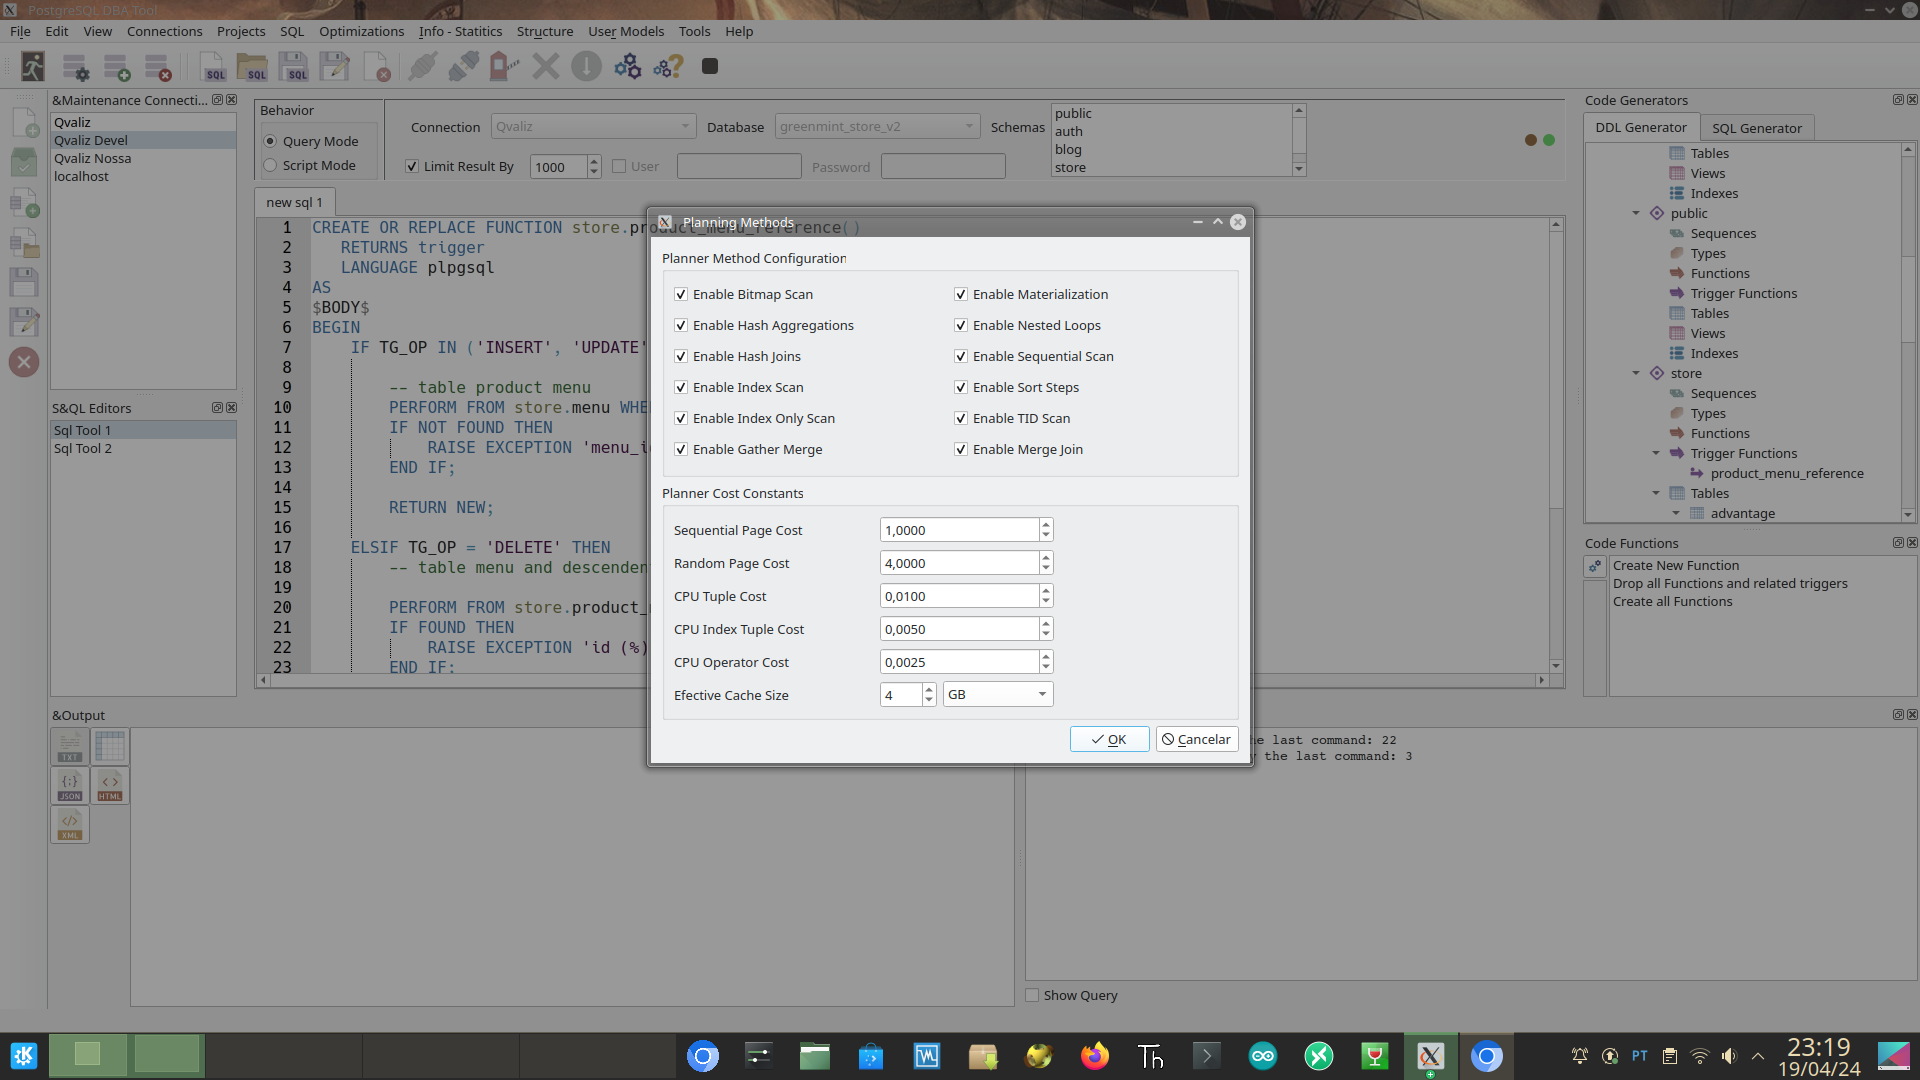 PostgreSQL DBA Tool
File Edit View Connections Projects SQL Optimizations Info - Statitics Structure User Models Tools Help
SQL SQL SQL
&Maintenance Connecti...
Qvaliz
Qvaliz Devel
Qvaliz Nossa
localhost
S&QL Editors
Sql Tool 1
Sql Tool 2
Behavior
Query Mode
Script Mode
Connection Qvaliz Database greenmint_store_v2 Schemas
public
auth
blog
store
Limit Result By 1000 User Password
new sql 1
1 CREATE OR REPLACE FUNCTION store.product_menu_reference()
2 RETURNS trigger
3 LANGUAGE plpgsql
4 AS
5 $BODY$
6 BEGIN
7 IF TG_OP IN ('INSERT', 'UPDATE'
8
9 -- table product menu
10 PERFORM FROM store.menu WHE
11 IF NOT FOUND THEN
12 RAISE EXCEPTION 'menu_i
13 END IF;
14
15 RETURN NEW;
16
17 ELSIF TG_OP = 'DELETE' THEN
18 -- table menu and descenden
19
20 PERFORM FROM store.product_
21 IF FOUND THEN
22 RAISE EXCEPTION 'id (%)
23 END IF;
Planning Methods
Planner Method Configuration
Enable Bitmap Scan Enable Materialization
Enable Hash Aggregations Enable Nested Loops
Enable Hash Joins Enable Sequential Scan
Enable Index Scan Enable Sort Steps
Enable Index Only Scan Enable TID Scan
Enable Gather Merge Enable Merge Join
Planner Cost Constants
Sequential Page Cost 1,0000
Random Page Cost 4,0000
CPU Tuple Cost 0,0100
CPU Index Tuple Cost 0,0050
CPU Operator Cost 0,0025
Efective Cache Size 4 GB
OK Cancelar
Code Generators
DDL Generator SQL Generator
Tables
Views
Indexes
public
Sequences
Types
Functions
Trigger Functions
Tables
Views
Indexes
store
Sequences
Types
Functions
Trigger Functions
product_menu_reference
Tables
advantage
Code Functions
Create New Function
Drop all Functions and related triggers
Create all Functions
&Output
TXT
JSON HTML
XML
he last command: 22
the last command: 3
Show Query
Th
PT
23:19
19/04/24